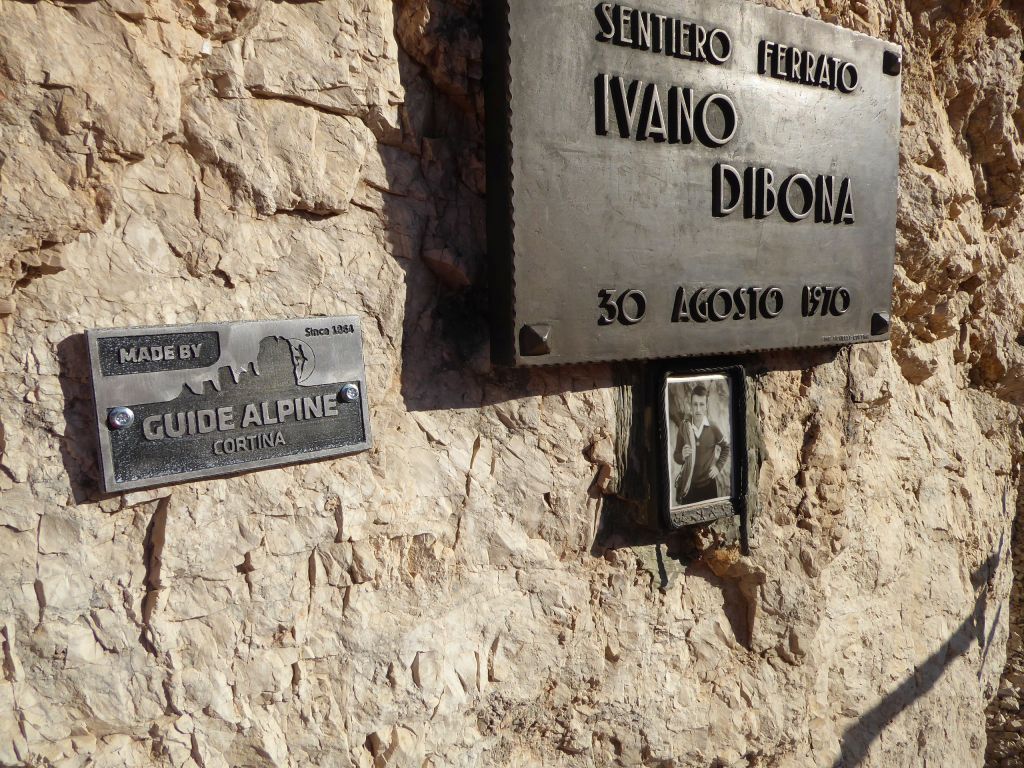 SENTIERO FERRATO
IVANO
DIBONA
30 AGOSTO 1970
Since 1864
MADE BY
GUIDE ALPINE
CORTINA